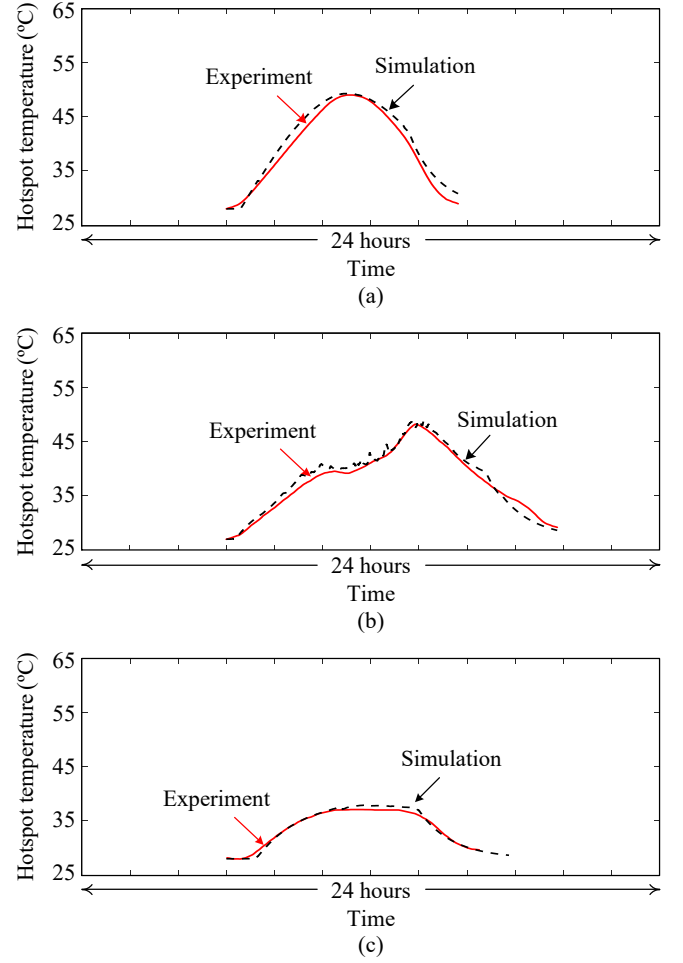 65
55
45
35
25
Hotspot temperature (ºC)
Experiment
Simulation
24 hours
Time
(a)
65
55
45
35
25
Hotspot temperature (ºC)
Experiment
Simulation
24 hours
Time
(b)
65
55
45
35
25
Hotspot temperature (ºC)
Experiment
Simulation
24 hours
Time
(c)